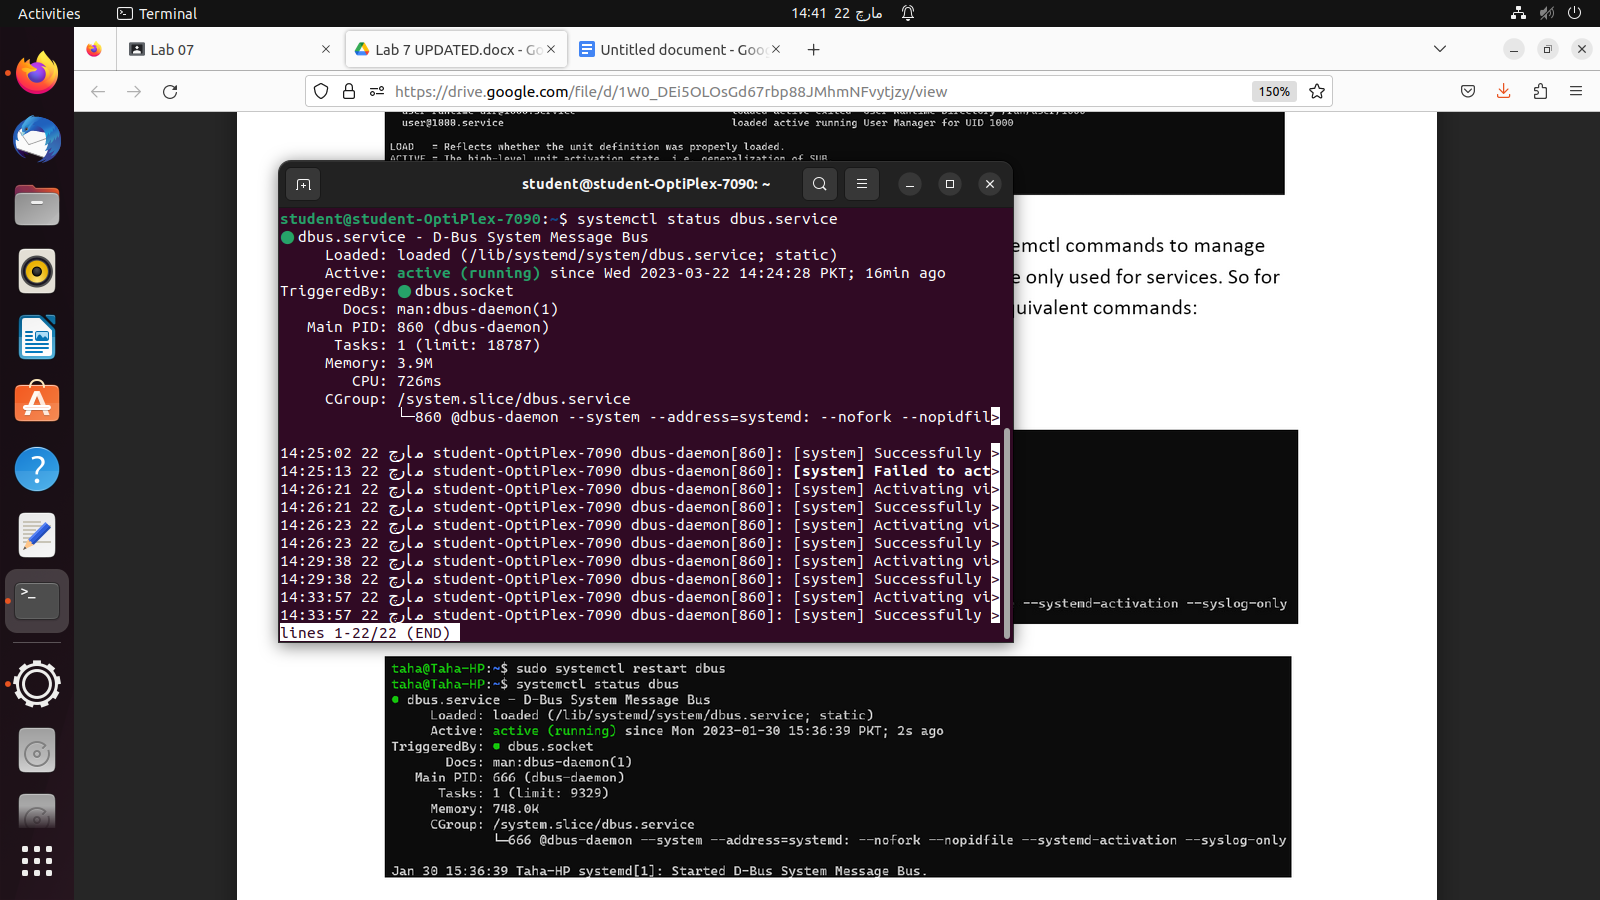 Activities
Terminal
14:41 22 مارچ
Lab 07
Lab 7 UPDATED.docx - Go
Untitled document - Goog
https://drive.google.com/file/d/1W0_DEi5OLOsGd67rbp88JMhmNFvytjzy/view
150%
user@1000.service loaded active running User Manager for UID 1000
LOAD = Reflects whether the unit definition was properly loaded.
ACTIVE = The high-level unit activation state, i.e. generalization of SUB.
student@student-OptiPlex-7090: ~
student@student-OptiPlex-7090:~$ systemctl status dbus.service
dbus.service - D-Bus System Message Bus
Loaded: loaded (/lib/systemd/system/dbus.service; static)
Active: active (running) since Wed 2023-03-22 14:24:28 PKT; 16min ago
TriggeredBy: dbus.socket
Docs: man:dbus-daemon(1)
Main PID: 860 (dbus-daemon)
Tasks: 1 (limit: 18787)
Memory: 3.9M
CPU: 726ms
CGroup: /system.slice/dbus.service
└─860 @dbus-daemon --system --address=systemd: --nofork --nopidfil>
14:25:02 22 مارچ student-OptiPlex-7090 dbus-daemon[860]: [system] Successfully >
14:25:13 22 مارچ student-OptiPlex-7090 dbus-daemon[860]: [system] Failed to act>
14:26:21 22 مارچ student-OptiPlex-7090 dbus-daemon[860]: [system] Activating vi>
14:26:21 22 مارچ student-OptiPlex-7090 dbus-daemon[860]: [system] Successfully >
14:26:23 22 مارچ student-OptiPlex-7090 dbus-daemon[860]: [system] Activating vi>
14:26:23 22 مارچ student-OptiPlex-7090 dbus-daemon[860]: [system] Successfully >
14:29:38 22 مارچ student-OptiPlex-7090 dbus-daemon[860]: [system] Activating vi>
14:29:38 22 مارچ student-OptiPlex-7090 dbus-daemon[860]: [system] Successfully >
14:33:57 22 مارچ student-OptiPlex-7090 dbus-daemon[860]: [system] Activating vi>
14:33:57 22 مارچ student-OptiPlex-7090 dbus-daemon[860]: [system] Successfully >
lines 1-22/22 (END)
emctl commands to manage
e only used for services. So for
uivalent commands:
--systemd-activation --syslog-only
taha@Taha-HP:~$ sudo systemctl restart dbus
taha@Taha-HP:~$ systemctl status dbus
● dbus.service - D-Bus System Message Bus
Loaded: loaded (/lib/systemd/system/dbus.service; static)
Active: active (running) since Mon 2023-01-30 15:36:39 PKT; 2s ago
TriggeredBy: ● dbus.socket
Docs: man:dbus-daemon(1)
Main PID: 666 (dbus-daemon)
Tasks: 1 (limit: 9329)
Memory: 748.0K
CGroup: /system.slice/dbus.service
└─666 @dbus-daemon --system --address=systemd: --nofork --nopidfile --systemd-activation --syslog-only
Jan 30 15:36:39 Taha-HP systemd[1]: Started D-Bus System Message Bus.